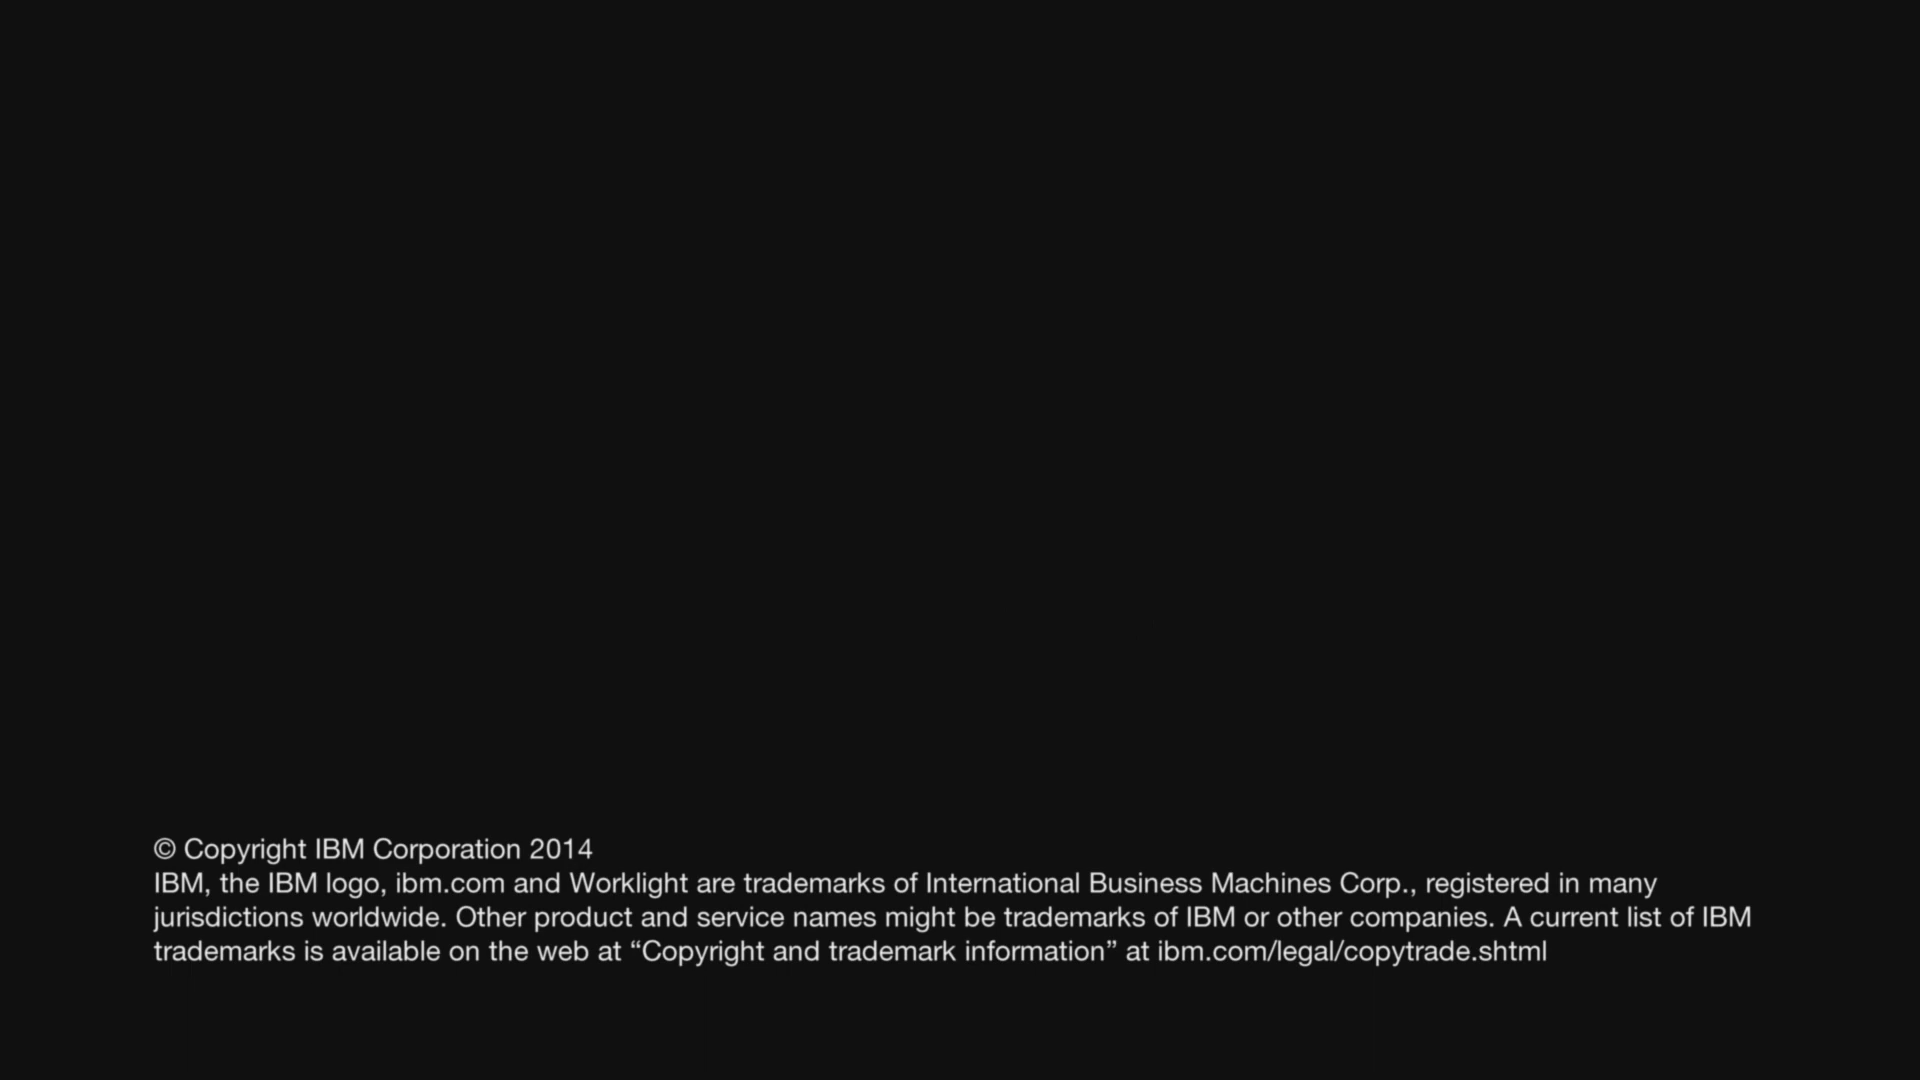 © Copyright IBM Corporation 2014
IBM, the IBM logo, ibm.com and Worklight are trademarks of International Business Machines Corp., registered in many
jurisdictions worldwide. Other product and service names might be trademarks of IBM or other companies. A current list of IBM
trademarks is available on the web at “Copyright and trademark information” at ibm.com/legal/copytrade.shtml